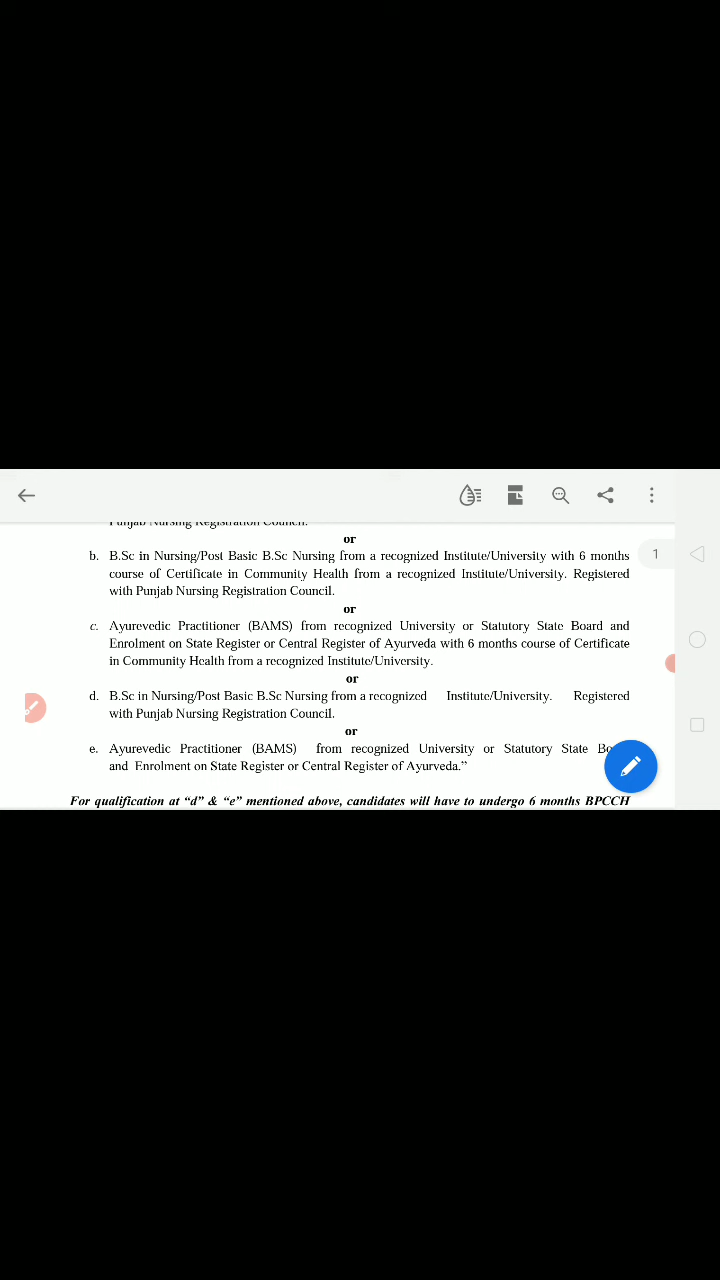 Punjab Nursing Registration Council.
or
1
b. B.Sc in Nursing/Post Basic B.Sc Nursing from a recognized Institute/University with 6 months
course of Certificate in Community Health from a recognized Institute/University. Registered
with Punjab Nursing Registration Council.
or
c. Ayurevedic Practitioner (BAMS) from recognized University or Statutory State Board and
Enrolment on State Register or Central Register of Ayurveda with 6 months course of Certificate
in Community Health from a recognized Institute/University.
or
d. B.Sc in Nursing/Post Basic B.Sc Nursing from a recognized Institute/University. Registered
with Punjab Nursing Registration Council.
or
e. Ayurevedic Practitioner (BAMS) from recognized University or Statutory State
and Enrolment on State Register or Central Register of Ayurveda.”
For qualification at “d” & “e” mentioned above, candidates will have to undergo 6 months BPCCH